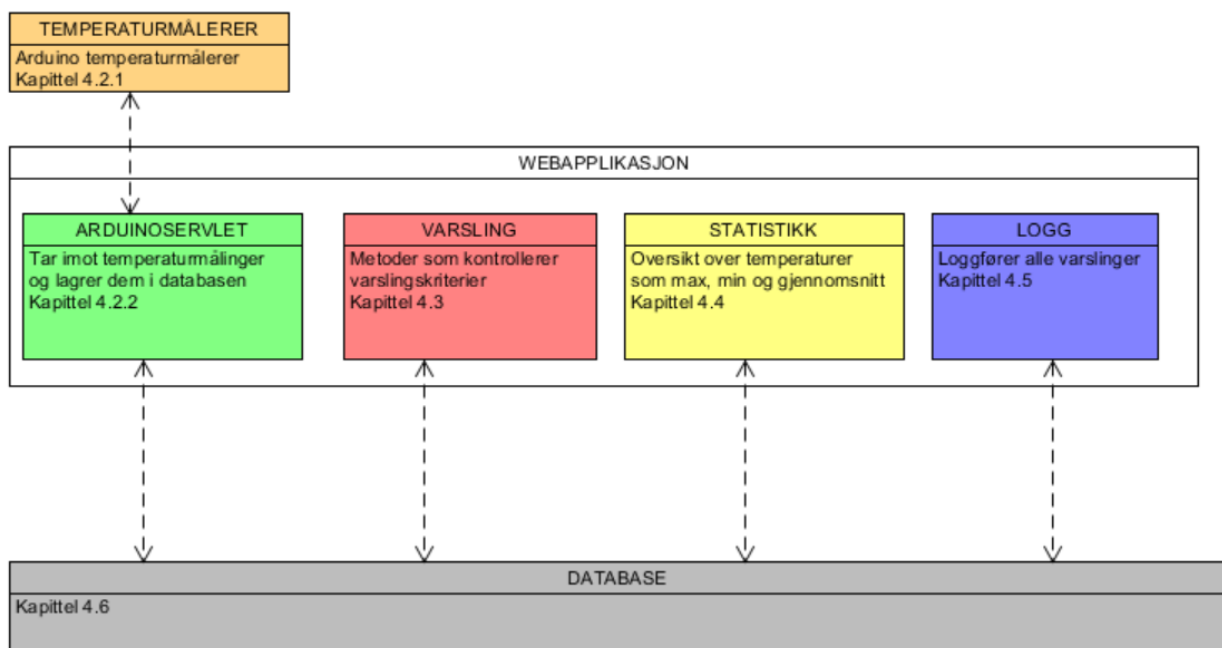 TEMPERATURMÅLERER
Arduino temperaturmålerer
Kapittel 4.2.1
WEBAPPLIKASJON
ARDUINOSERVLET
Tar imot temperaturmålinger
og lagrer dem i databasen
Kapittel 4.2.2
VARSLING
Metoder som kontrollerer
varslingskriterier
Kapittel 4.3
STATISTIKK
Oversikt over temperaturer
som max, min og gjennomsnitt
Kapittel 4.4
LOGG
Loggfører alle varslinger
Kapittel 4.5
DATABASE
Kapittel 4.6